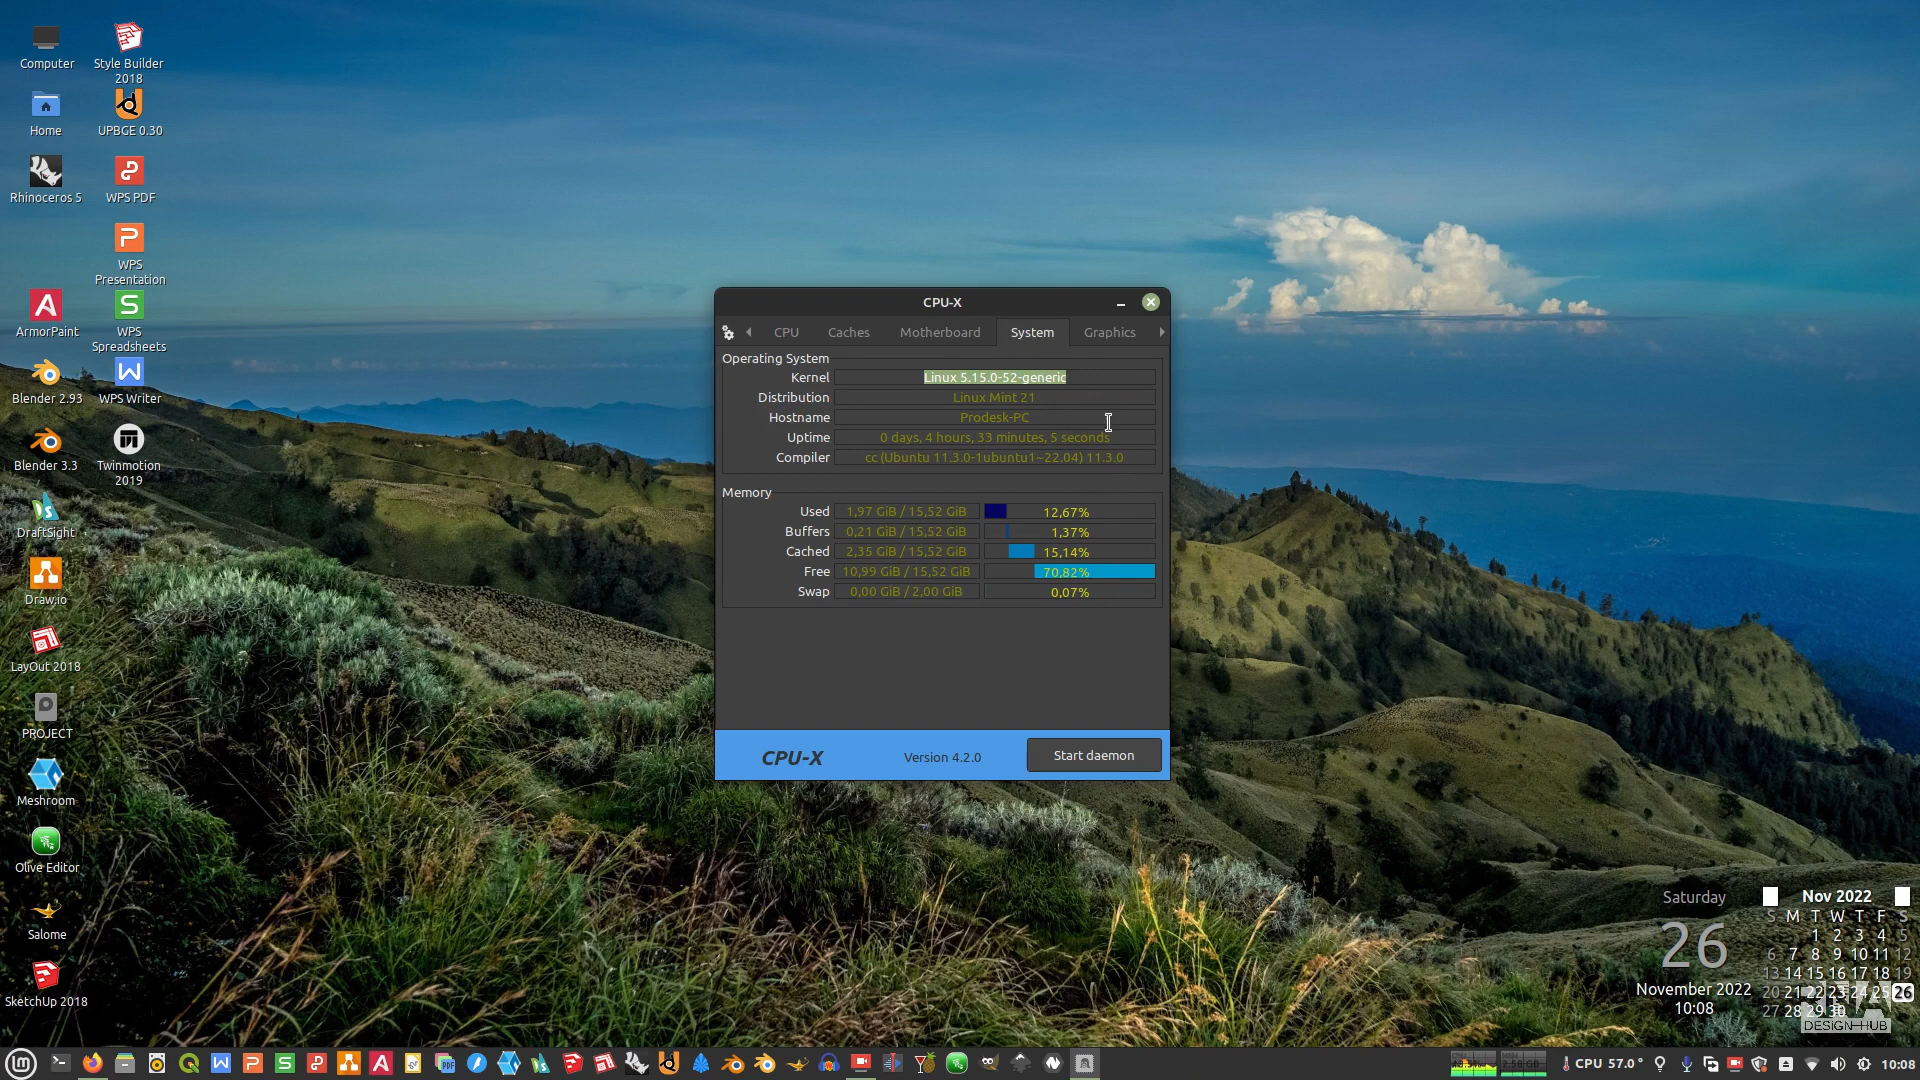 Computer
Style Builder
2018
Home
UPBGE 0.30
Rhinoceros 5
WPS PDF
WPS
Presentation
ArmorPaint
WPS
Spreadsheets
Blender 2.93
WPS Writer
Blender 3.3
Twinmotion
2019
DraftSight
Draw.io
LayOut 2018
PROJECT
Meshroom
Olive Editor
Salome
SketchUp 2018
CPU-X
CPU Caches Motherboard System Graphics
Operating System
Kernel Linux 5.15.0-52-generic
Distribution Linux Mint 21
Hostname Prodesk-PC
Uptime 0 days, 4 hours, 33 minutes, 5 seconds
Compiler cc (Ubuntu 11.3.0-1ubuntu1~22.04) 11.3.0
Memory
Used 1,97 GiB / 15,52 GiB 12,67%
Buffers 0,21 GiB / 15,52 GiB 1,37%
Cached 2,35 GiB / 15,52 GiB 15,14%
Free 10,99 GiB / 15,52 GiB 70,82%
Swap 0,00 GiB / 2,00 GiB 0,07%
CPU-X Version 4.2.0 Start daemon
Saturday
26
November 2022
10:08
Nov 2022
S M T W T F S
1 2 3 4 5
6 7 8 9 10 11 12
13 14 15 16 17 18 19
20 21 22 23 24 25 26
27 28 29 30
DESIGN HUB
CPU 57.0°
10:08